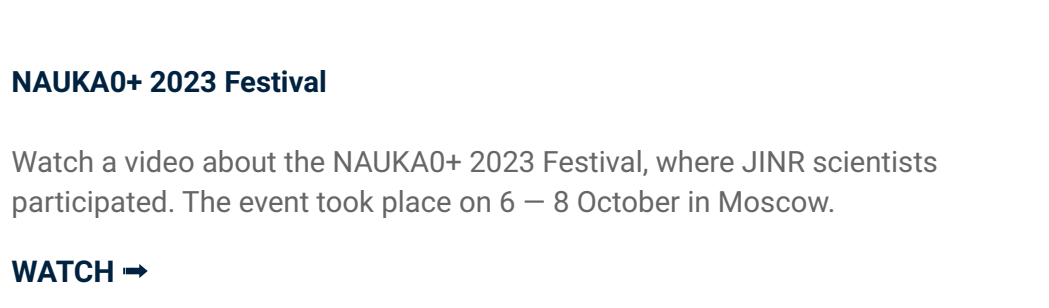 NAUKA0+ 2023 Festival
Watch a video about the NAUKA0+ 2023 Festival, where JINR scientists
participated. The event took place on 6 — 8 October in Moscow.
WATCH ➟